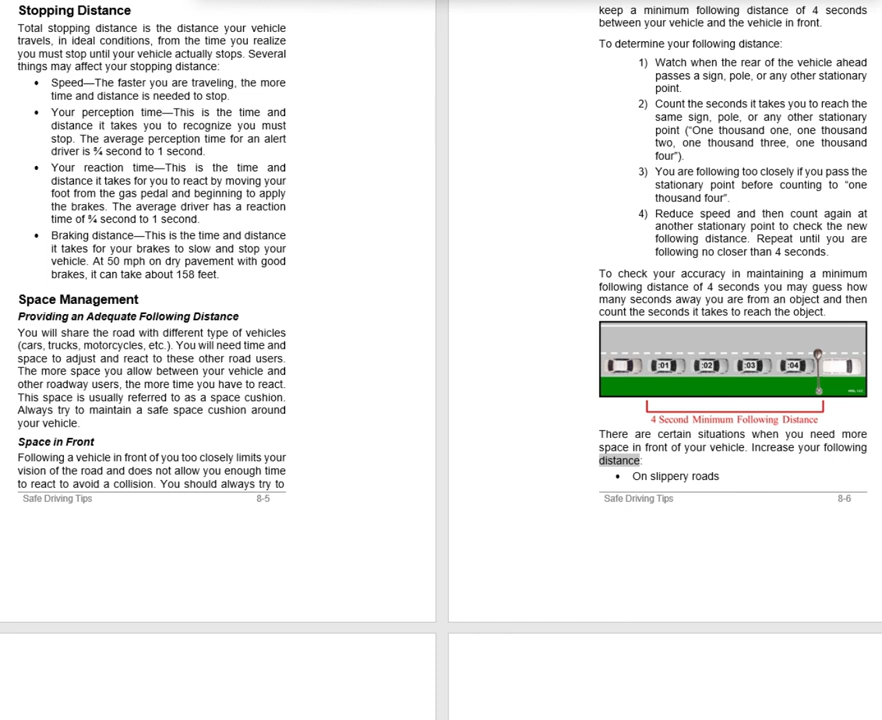 Stopping Distance
Total stopping distance is the distance your vehicle
travels, in ideal conditions, from the time you realize
you must stop until your vehicle actually stops. Several
things may affect your stopping distance:
• Speed—The faster you are traveling, the more
time and distance is needed to stop.
• Your perception time—This is the time and
distance it takes you to recognize you must
stop. The average perception time for an alert
driver is ¾ second to 1 second.
• Your reaction time—This is the time and
distance it takes for you to react by moving your
foot from the gas pedal and beginning to apply
the brakes. The average driver has a reaction
time of ¾ second to 1 second.
• Braking distance—This is the time and distance
it takes for your brakes to slow and stop your
vehicle. At 50 mph on dry pavement with good
brakes, it can take about 158 feet.
Space Management
Providing an Adequate Following Distance
You will share the road with different type of vehicles
(cars, trucks, motorcycles, etc.). You will need time and
space to adjust and react to these other road users.
The more space you allow between your vehicle and
other roadway users, the more time you have to react.
This space is usually referred to as a space cushion.
Always try to maintain a safe space cushion around
your vehicle.
Space in Front
Following a vehicle in front of you too closely limits your
vision of the road and does not allow you enough time
to react to avoid a collision. You should always try to
Safe Driving Tips 8-5
keep a minimum following distance of 4 seconds
between your vehicle and the vehicle in front.
To determine your following distance:
1) Watch when the rear of the vehicle ahead
passes a sign, pole, or any other stationary
point.
2) Count the seconds it takes you to reach the
same sign, pole, or any other stationary
point (“One thousand one, one thousand
two, one thousand three, one thousand
four”).
3) You are following too closely if you pass the
stationary point before counting to “one
thousand four”.
4) Reduce speed and then count again at
another stationary point to check the new
following distance. Repeat until you are
following no closer than 4 seconds.
To check your accuracy in maintaining a minimum
following distance of 4 seconds you may guess how
many seconds away you are from an object and then
count the seconds it takes to reach the object.
:01 :02 :03 :04
4 Second Minimum Following Distance
There are certain situations when you need more
space in front of your vehicle. Increase your following
distance:
• On slippery roads
Safe Driving Tips 8-6